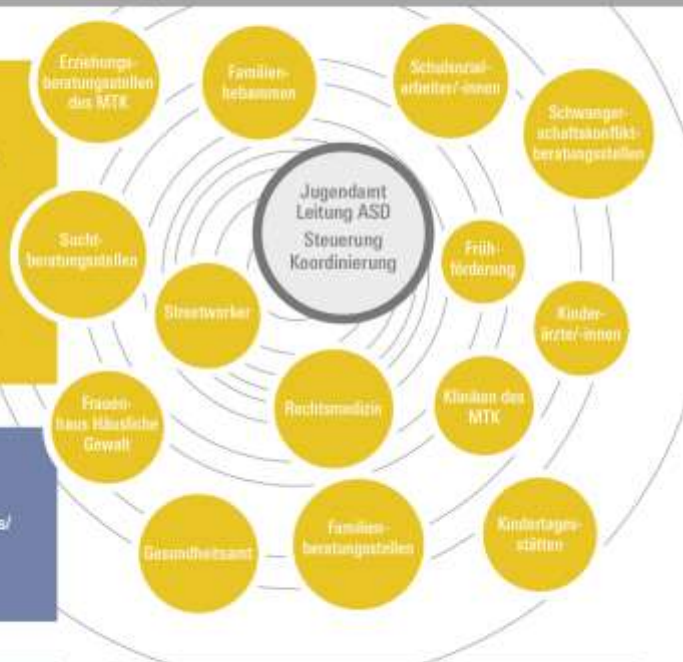 Erziehungs-
beratungsstellen
des MTK
Familien-
hebammen
Schulsozial-
arbeiter/-innen
Schwanger-
schaftskonflikt-
beratungsstellen
Jugendamt
Leitung ASD
Steuerung
Koordinierung
Sucht-
beratungsstellen
Früh-
förderung
Streetworker
Kinder-
ärzte/-innen
Frauen-
haus Häusliche
Gewalt
Rechtsmedizin
Kliniken des
MTK
s/
Gesundheitsamt
Familien-
beratungsstellen
Kindertages-
stätten